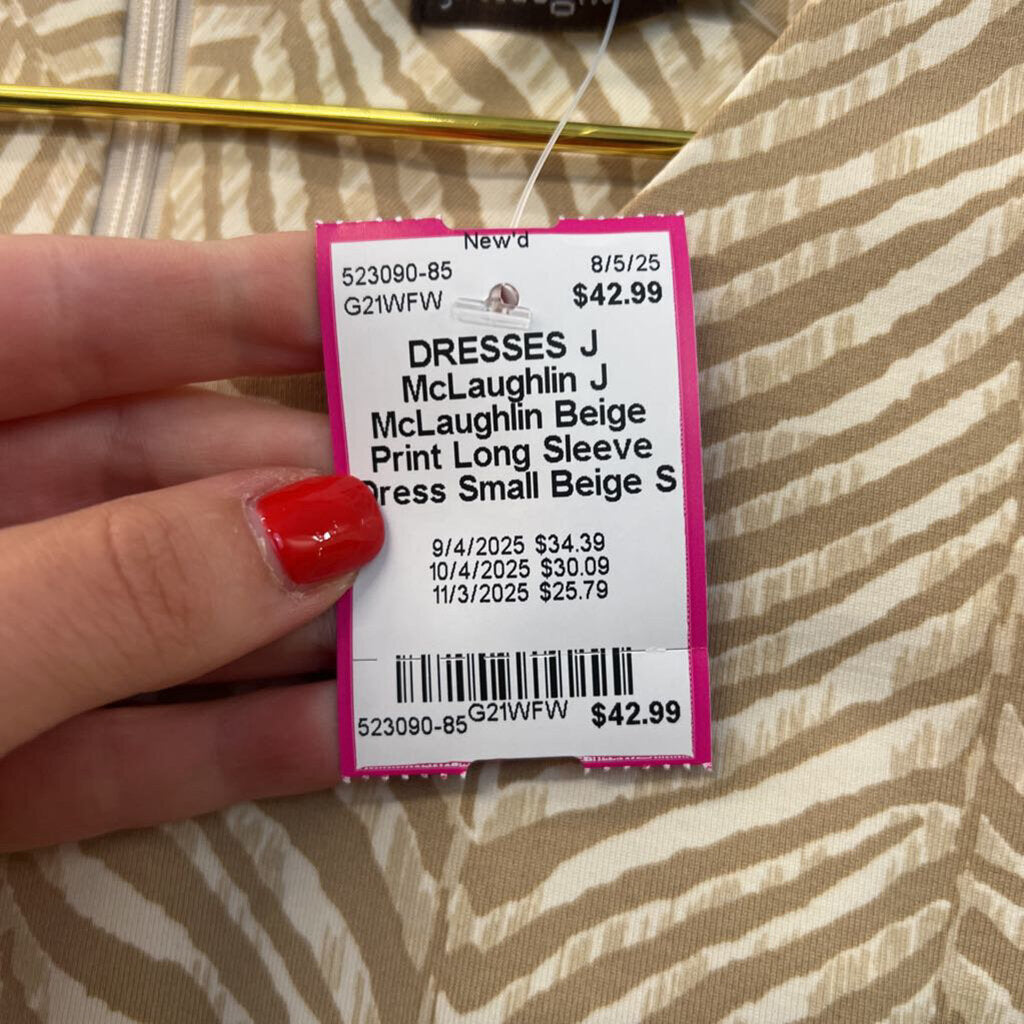 New'd
523090-85 8/5/25
G21WFW $42.99
DRESSES J
McLaughlin J
McLaughlin Beige
Print Long Sleeve
Dress Small Beige S
9/4/2025 $34.39
10/4/2025 $30.09
11/3/2025 $25.79
523090-85 G21WFW $42.99